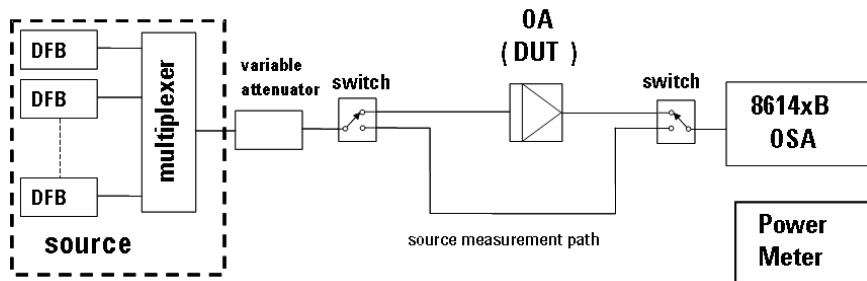 DFB
DFB
DFB
multiplexer
source
variable
attenuator
switch
OA
( DUT )
switch
8614xB
OSA
source measurement path
Power
Meter